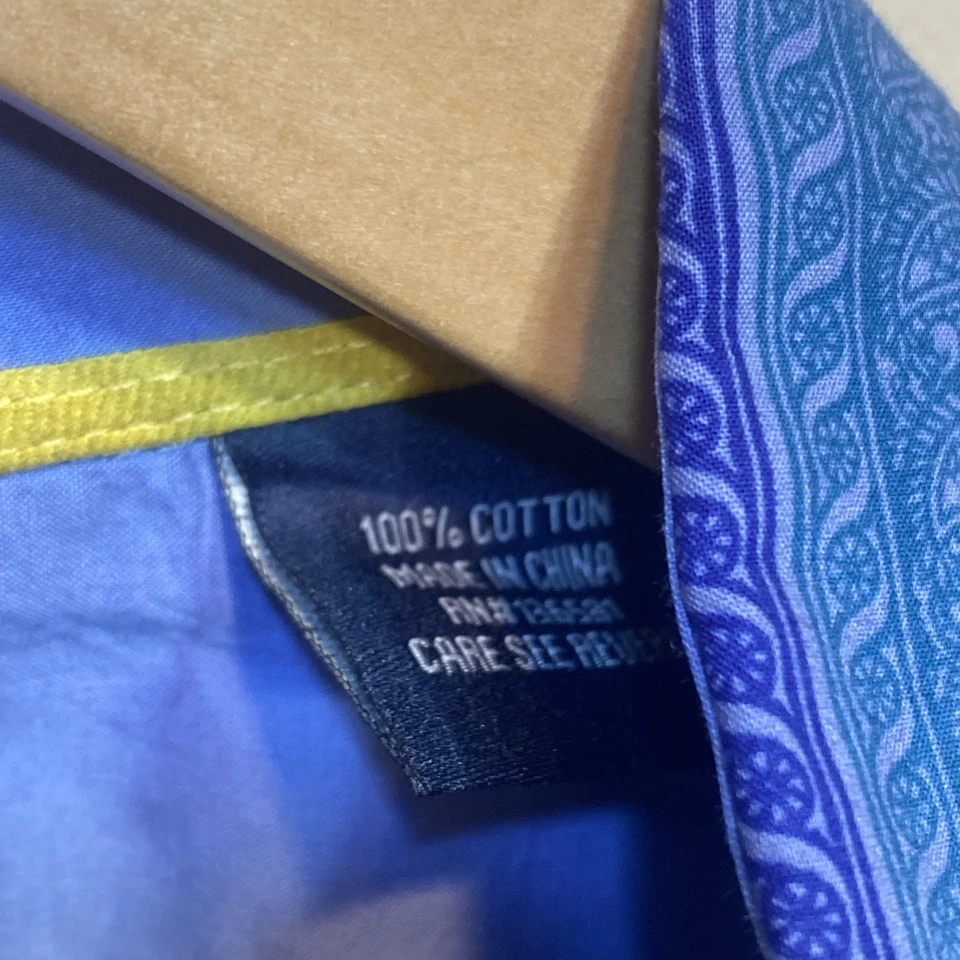 100% COTTON
MADE IN CHINA
RN#
CARE SEE